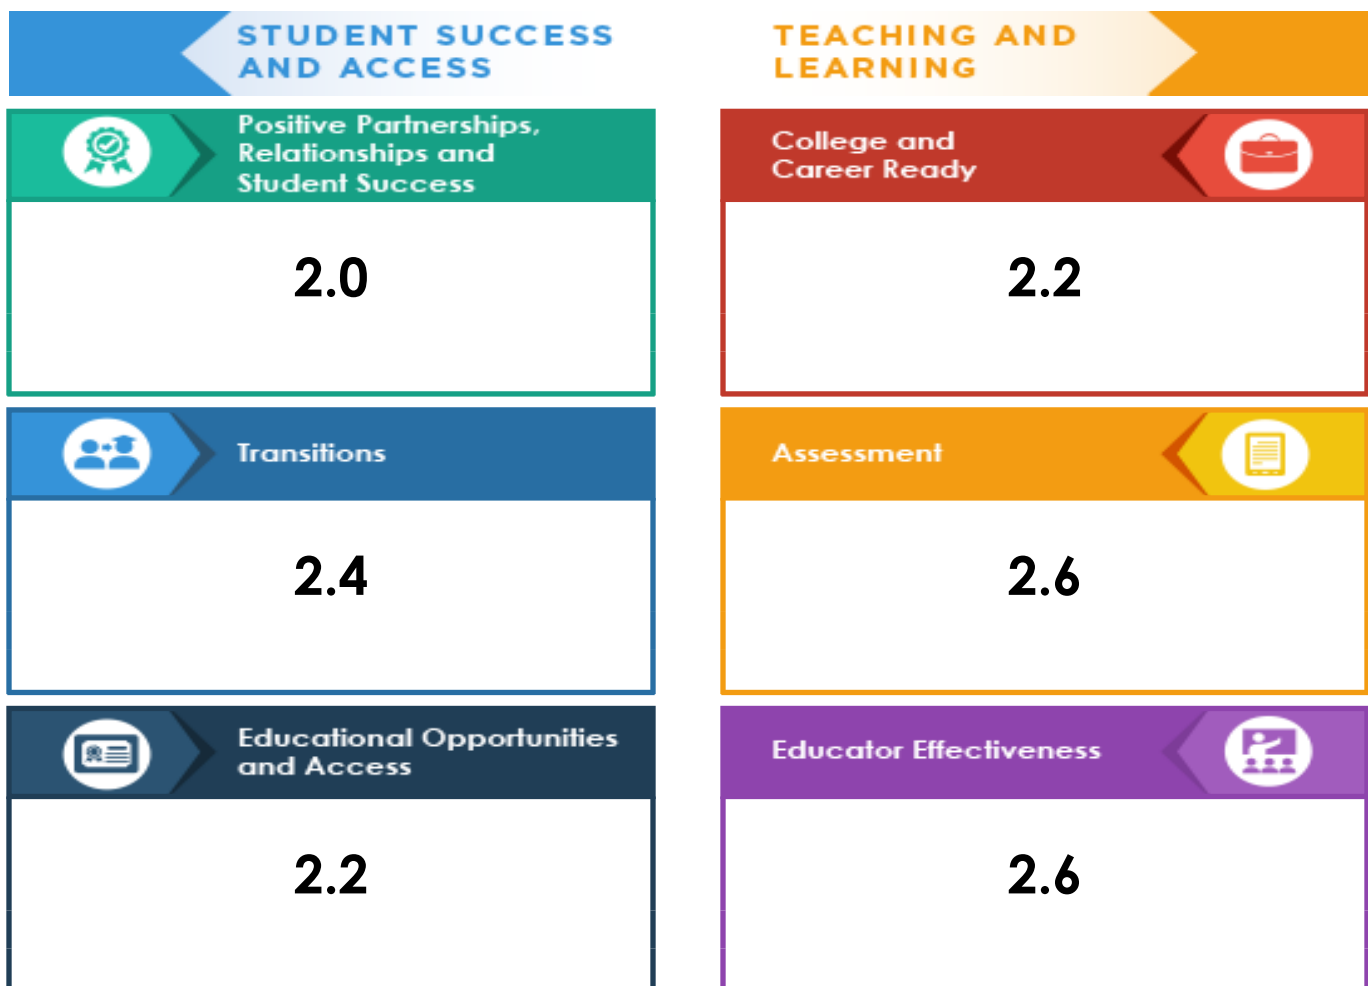 STUDENT SUCCESS
AND ACCESS
Positive Partnerships,
Relationships and
Student Success
2.0
Transitions
2.4
Educational Opportunities
and Access
2.2
TEACHING AND
LEARNING
College and
Career Ready
2.2
Assessment
2.6
Educator Effectiveness
2.6